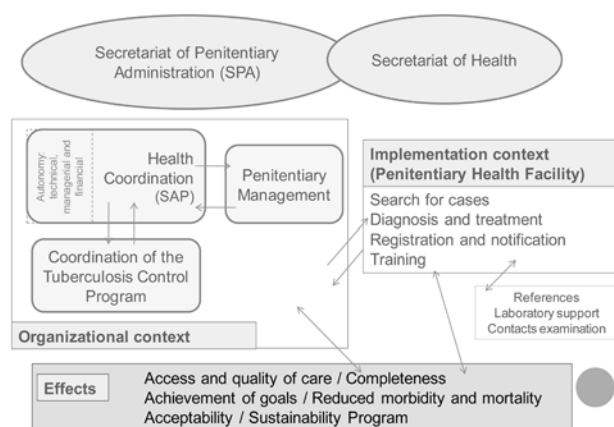 Secretariat of Penitentiary
Administration (SPA)
Secretariat of Health
Autonomy:
technical,
managerial and
financial
Health
Coordination
(SAP)
Penitentiary
Management
Coordination of the
Tuberculosis Control
Program
Organizational context
Implementation context
(Penitentiary Health Facility)
Search for cases
Diagnosis and treatment
Registration and notification
Training
References
Laboratory support
Contacts examination
Effects
Access and quality of care / Completeness
Achievement of goals / Reduced morbidity and mortality
Acceptability / Sustainability Program